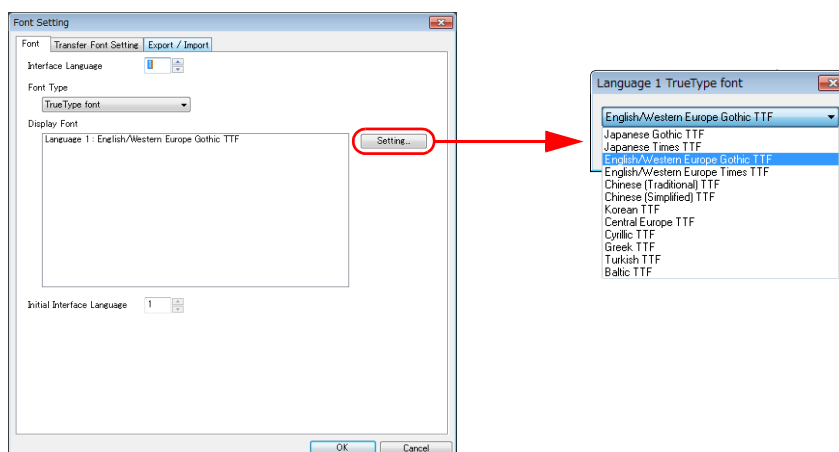 Font Setting
Font Transfer Font Setting Export / Import
Interface Language 1
Font Type
TrueType font
Display Font
Language 1 : English/Western Europe Gothic TTF
Setting...
Initial Interface Language 1
OK Cancel
Language 1 TrueType font
English/Western Europe Gothic TTF
Japanese Gothic TTF
Japanese Times TTF
English/Western Europe Gothic TTF
English/Western Europe Times TTF
Chinese (Traditional) TTF
Chinese (Simplified) TTF
Korean TTF
Central Europe TTF
Cyrillic TTF
Greek TTF
Turkish TTF
Baltic TTF